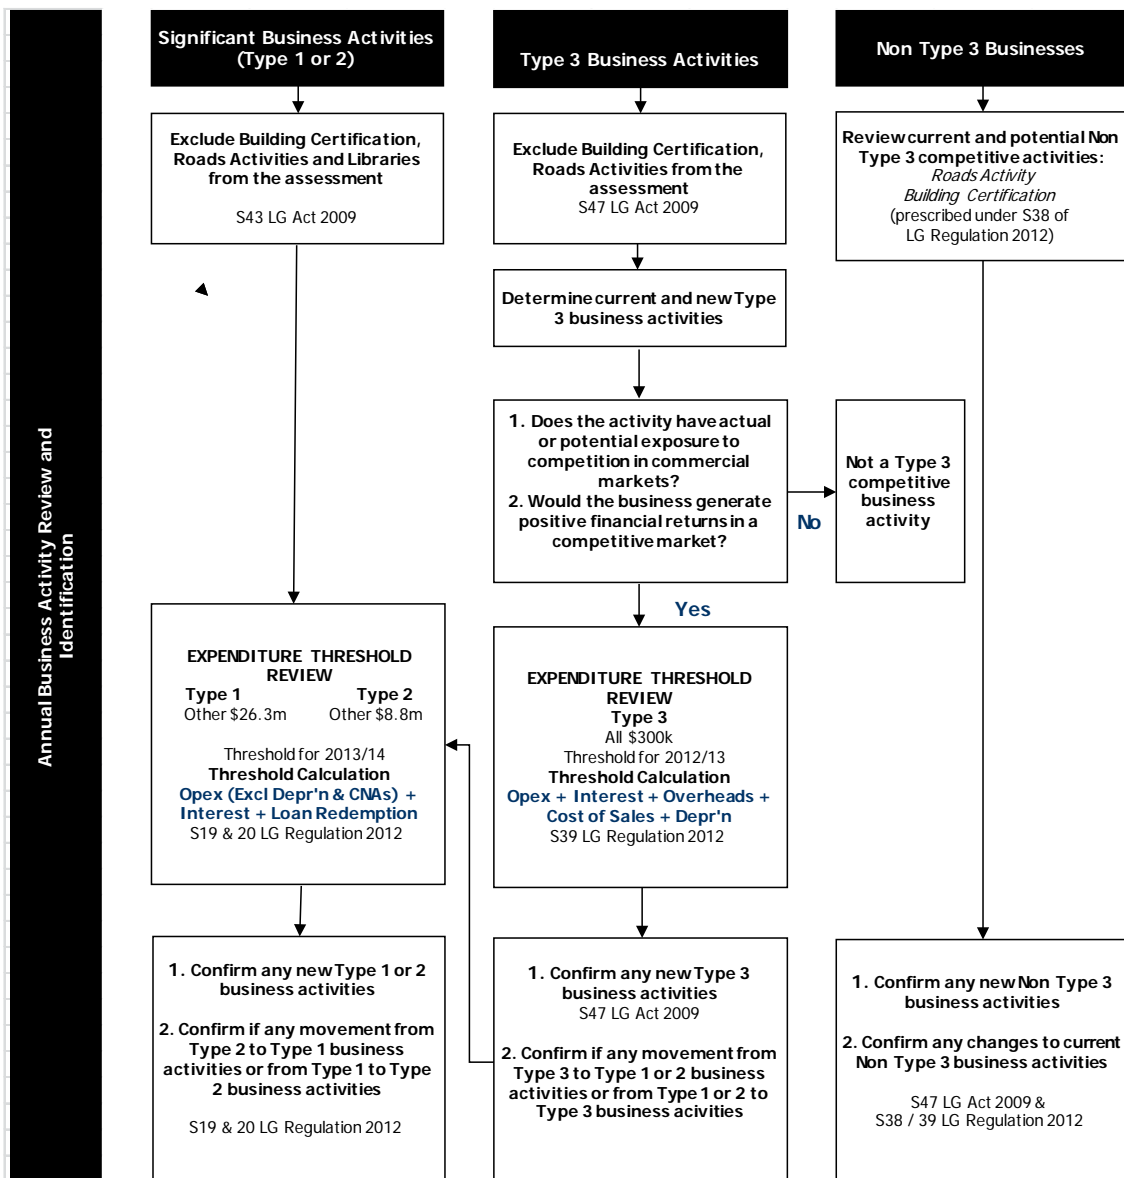 Annual Business Activity Review and
Identification
Significant Business Activities
(Type 1 or 2)
Exclude Building Certification,
Roads Activities and Libraries
from the assessment
S43 LG Act 2009
EXPENDITURE THRESHOLD
REVIEW
Type 1 Type 2
Other $26.3m Other $8.8m
Threshold for 2013/14
Threshold Calculation
Opex (Excl Depr'n & CNAs) +
Interest + Loan Redemption
S19 & 20 LG Regulation 2012
1. Confirm any new Type 1 or 2
business activities
2. Confirm if any movement from
Type 2 to Type 1 business
activities or from Type 1 to Type
2 business activities
S19 & 20 LG Regulation 2012
Type 3 Business Activities
Exclude Building Certification,
Roads Activities from the
assessment
S47 LG Act 2009
Determine current and new Type
3 business activities
1. Does the activity have actual
or potential exposure to
competition in commercial
markets?
2. Would the business generate
positive financial returns in a
competitive market?
No
Not a Type 3
competitive
business
activity
Yes
EXPENDITURE THRESHOLD
REVIEW
Type 3
All $300k
Threshold for 2012/13
Threshold Calculation
Opex + Interest + Overheads +
Cost of Sales + Depr'n
S39 LG Regulation 2012
1. Confirm any new Type 3
business activities
S47 LG Act 2009
2. Confirm if any movement from
Type 3 to Type 1 or 2 business
activities or from Type 1 or 2 to
Type 3 business acivities
Non Type 3 Businesses
Review current and potential Non
Type 3 competitive activities:
Roads Activity
Building Certification
(prescribed under S38 of
LG Regulation 2012)
1. Confirm any new Non Type 3
business activities
2. Confirm any changes to current
Non Type 3 business activities
S47 LG Act 2009 &
S38 / 39 LG Regulation 2012